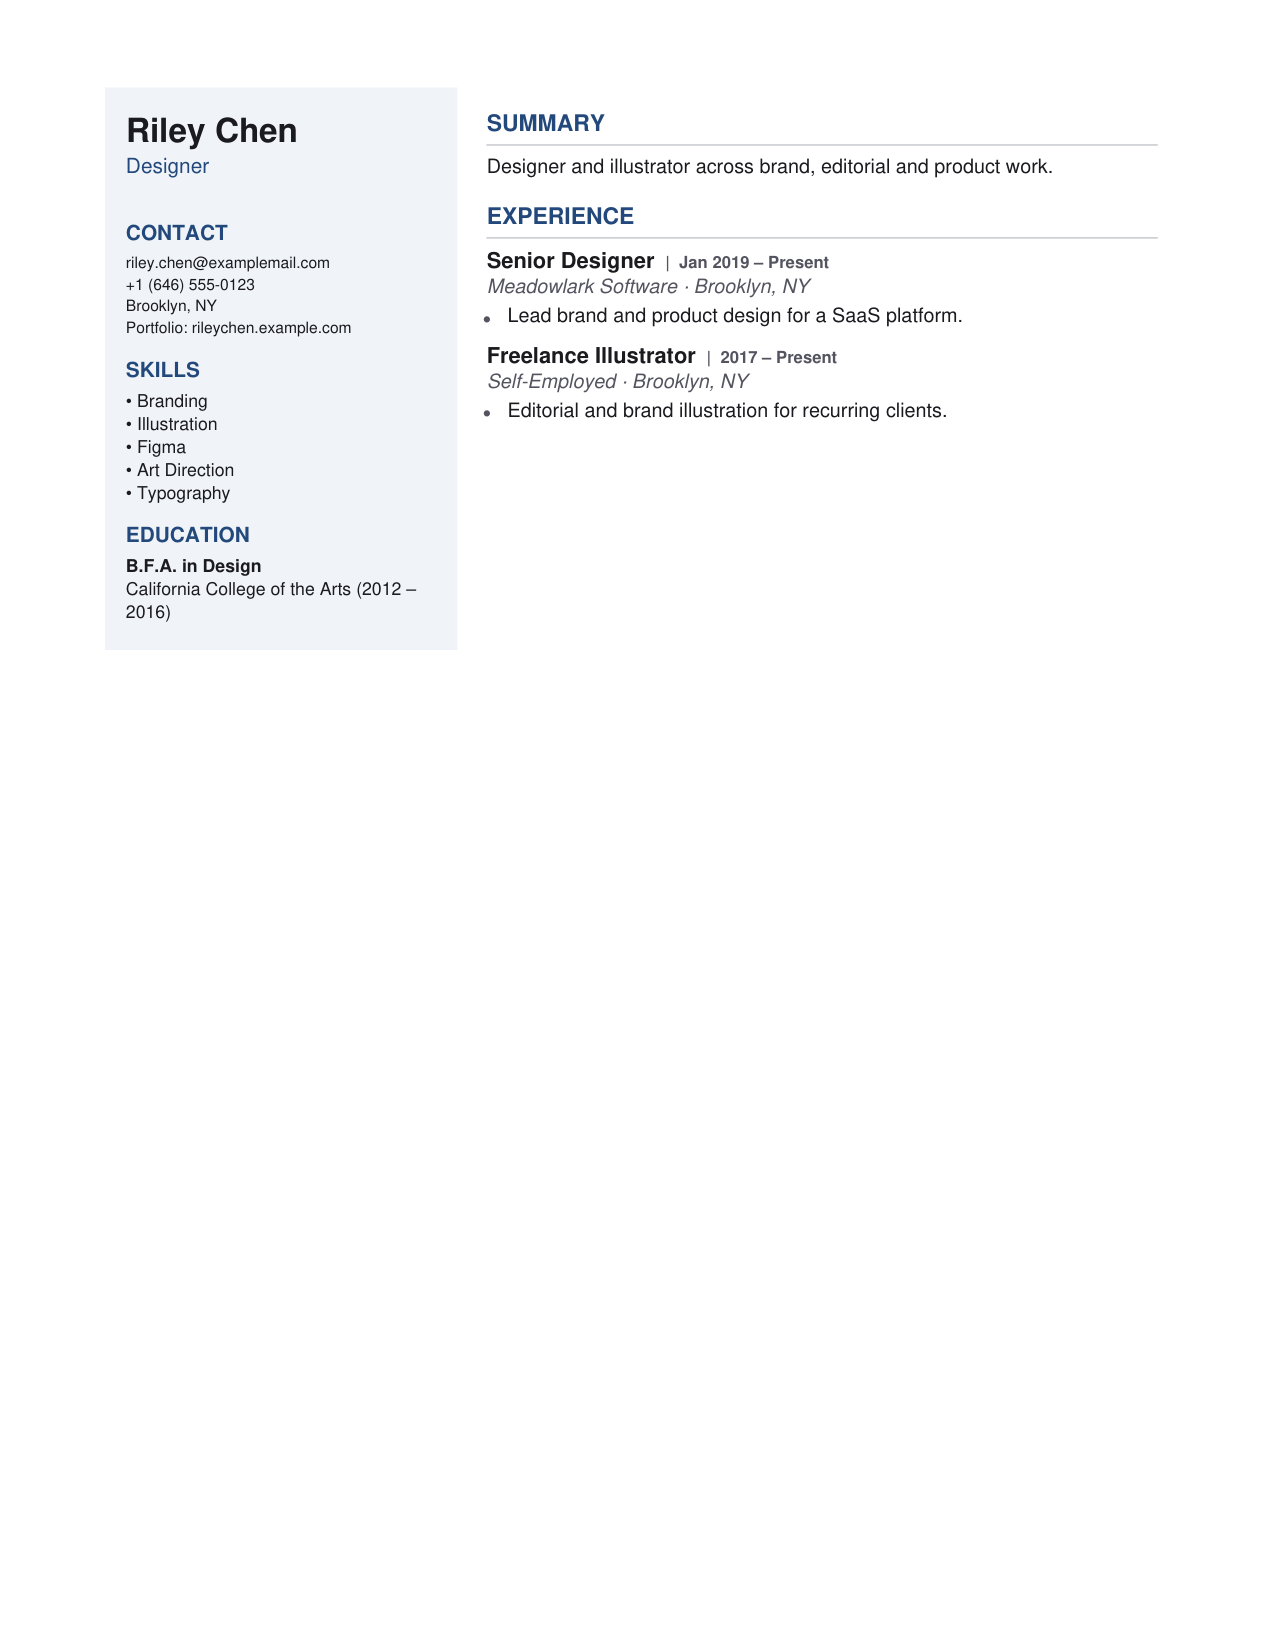 Riley Chen
Designer
CONTACT
riley.chen@examplemail.com
+1 (646) 555-0123
Brooklyn, NY
Portfolio: rileychen.example.com
SKILLS
• Branding
• Illustration
• Figma
• Art Direction
• Typography
EDUCATION
B.F.A. in Design
California College of the Arts (2012 –
2016)
SUMMARY
Designer and illustrator across brand, editorial and product work.
EXPERIENCE
Senior Designer | Jan 2019 – Present
Meadowlark Software · Brooklyn, NY
• Lead brand and product design for a SaaS platform.
Freelance Illustrator | 2017 – Present
Self-Employed · Brooklyn, NY
• Editorial and brand illustration for recurring clients.